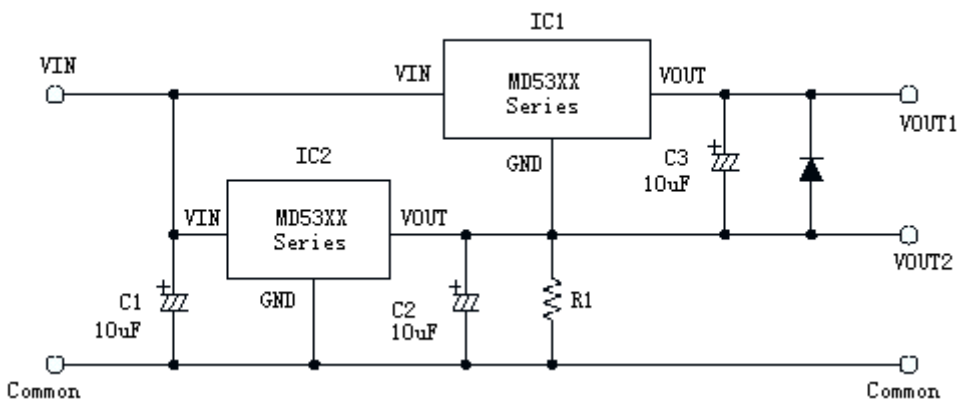 IC1
VIN
VIN
MD53XX
Series
VOUT
VOUT1
GND
C3
10uF
IC2
VIN
MD53XX
Series
VOUT
VOUT2
GND
C1
10uF
C2
10uF
R1
Common
Common